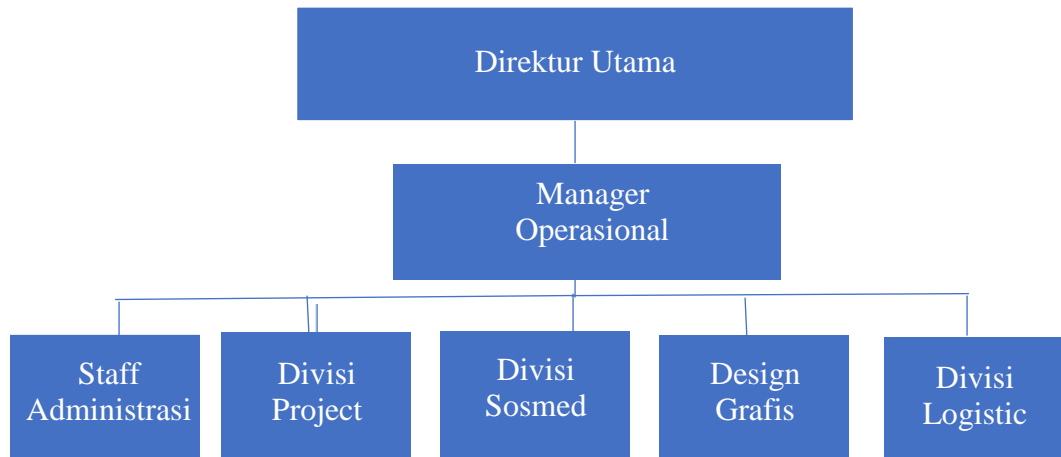 Direktur Utama
Manager
Operasional
Staff
Administrasi
Divisi
Project
Divisi
Sosmed
Design
Grafis
Divisi
Logistic